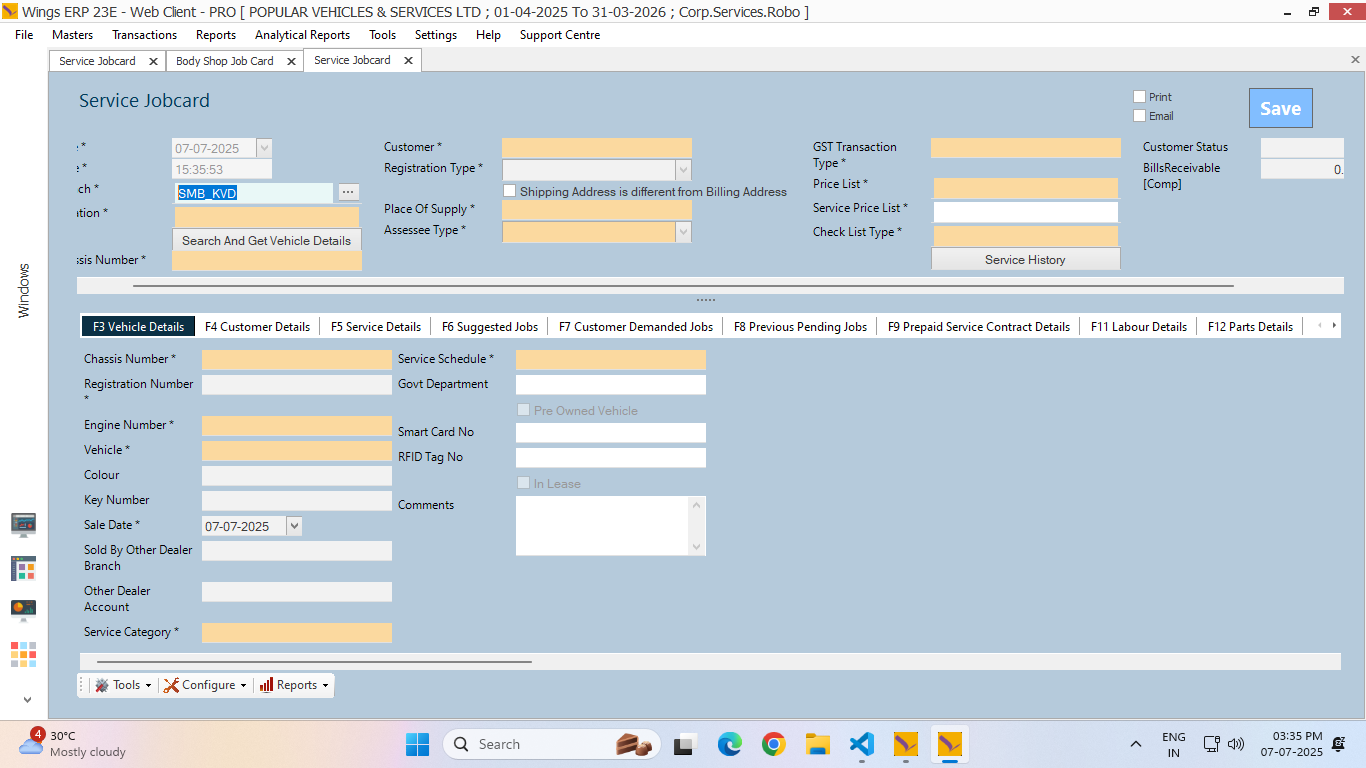 Wings ERP 23E - Web Client - PRO [ POPULAR VEHICLES & SERVICES LTD ; 01-04-2025 To 31-03-2026 ; Corp.Services.Robo ]
File Masters Transactions Reports Analytical Reports Tools Settings Help Support Centre
Service Jobcard Body Shop Job Card Service Jobcard
Service Jobcard
Print
Email
Save
*
07-07-2025
Customer *
GST Transaction Type *
Customer Status
e *
15:35:53
Registration Type *
BillsReceivable [Comp]
0.
ch *
SMB_KVD
...
Shipping Address is different from Billing Address
Price List *
ation *
Place Of Supply *
Service Price List *
Search And Get Vehicle Details
Assessee Type *
Check List Type *
ssis Number *
Service History
Windows
F3 Vehicle Details F4 Customer Details F5 Service Details F6 Suggested Jobs F7 Customer Demanded Jobs F8 Previous Pending Jobs F9 Prepaid Service Contract Details F11 Labour Details F12 Parts Details
Chassis Number *
Service Schedule *
Registration Number *
Govt Department
Pre Owned Vehicle
Engine Number *
Smart Card No
Vehicle *
RFID Tag No
Colour
In Lease
Key Number
Comments
Sale Date *
07-07-2025
Sold By Other Dealer Branch
Other Dealer Account
Service Category *
Tools Configure Reports
4
30°C
Mostly cloudy
Search
ENG
IN
03:35 PM
07-07-2025